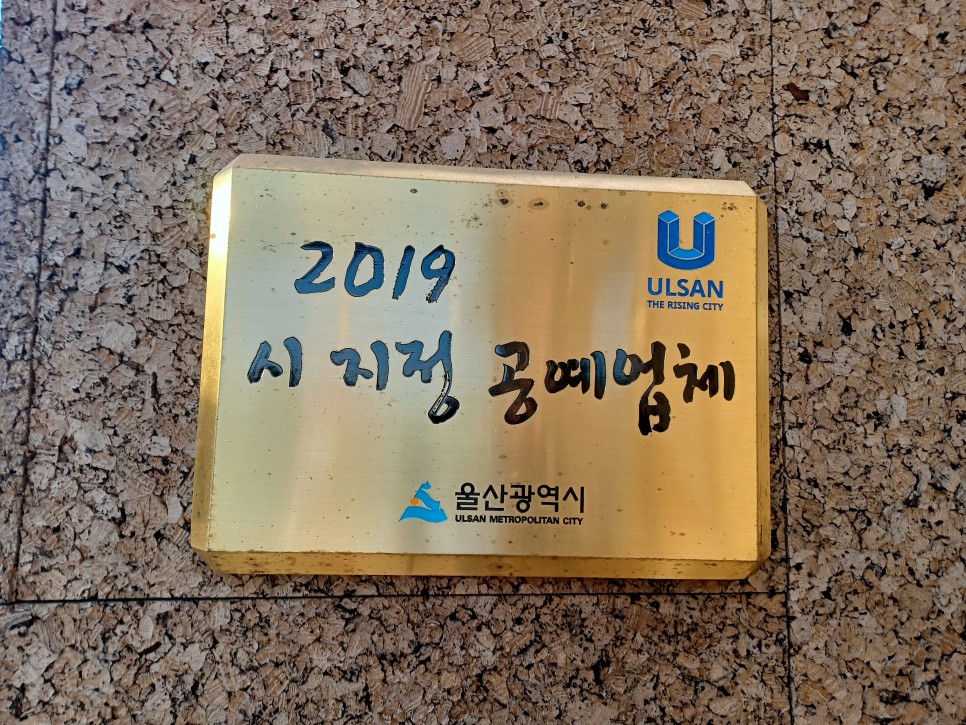 ULSAN
THE RISING CITY
2019
시 지정 공예업체
울산광역시
ULSAN METROPOLITAN CITY